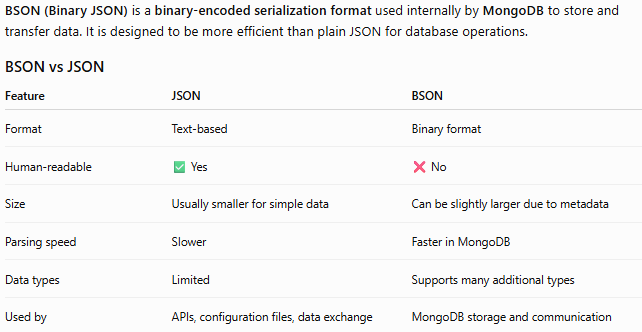 BSON (Binary JSON) is a binary-encoded serialization format used internally by MongoDB to store and
transfer data. It is designed to be more efficient than plain JSON for database operations.
BSON vs JSON
Feature JSON BSON
Format Text-based Binary format
Human-readable ✅ Yes ❌ No
Size Usually smaller for simple data Can be slightly larger due to metadata
Parsing speed Slower Faster in MongoDB
Data types Limited Supports many additional types
Used by APIs, configuration files, data exchange MongoDB storage and communication